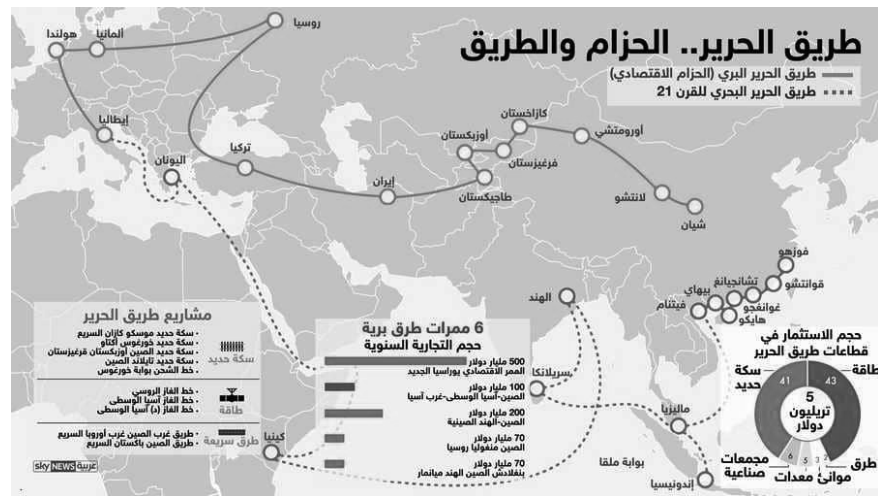 طريق الحرير.. الحزام والطريق
طريق الحرير البري (الحزام الاقتصادي)
طريق الحرير البحري للقرن 21
روسيا
ألمانيا
هولندا
إيطاليا
اليونان
تركيا
إيران
طاجيكستان
أوزبكستان
فرغيزستان
كازاخستان
أورومتشي
لانتشو
شيان
فوزهو
قوانتشو
تشانجيانغ
غوانغجو
بيهاي
هايكو
فيتنام
الهند
سريلانكا
ماليزيا
بوابة ملقا
إندونيسيا
كينيا
حجم الاستثمار في
قطاعات طريق الحرير
سكة
حديد
طاقة
41
43
5
تريليون
دولار
6
5
3
2
مجمعات
صناعية
معدات
موانئ
طرق
6 ممرات طرق برية
حجم التجارية السنوية
500 مليار دولار
الممر الاقتصادي يوراسيا الجديد
100 مليار دولار
الصين-آسيا الوسطى-غرب آسيا
200 مليار دولار
الصين-الهند الصينية
70 مليار دولار
الصين منغوليا روسيا
70 مليار دولار
بنغلادش الصين الهند ميانمار
مشاريع طريق الحرير
سكة حديد
• سكة حديد موسكو كازان السريع
• سكة حديد خورغوس أكتاو
• سكة حديد الصين أوزبكستان قرغيزستان
• سكة حديد تايلاند الصين
• خط الشحن بوابة خورغوس
طاقة
• خط الغاز الروسي
• خط الغاز آسيا الوسطى
• خط الغاز (د) آسيا الوسطى
طرق سريعة
• طريق غرب الصين غرب أوروبا السريع
• طريق الصين باكستان السريع
sky NEWS عربية